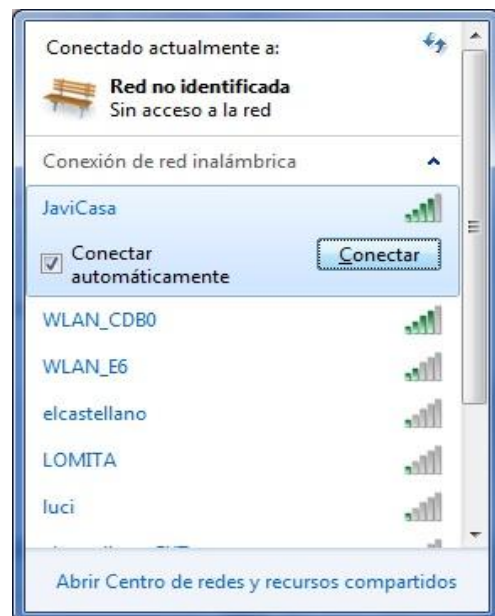 Conectado actualmente a:
Red no identificada
Sin acceso a la red
Conexión de red inalámbrica
JaviCasa
Conectar
automáticamente
Conectar
WLAN_CDB0
WLAN_E6
elcastellano
LOMITA
luci
Abrir Centro de redes y recursos compartidos